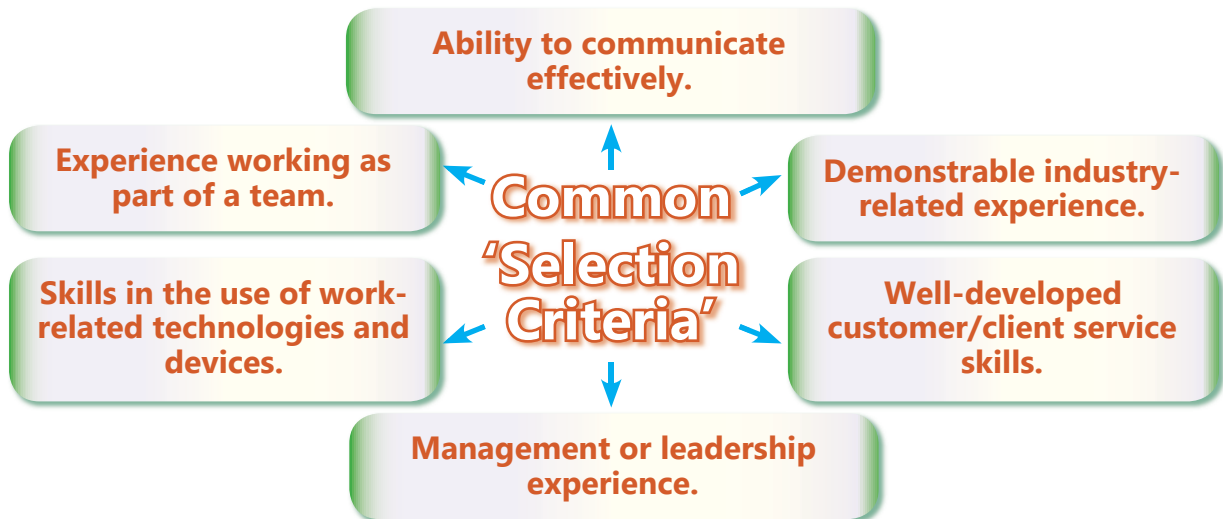 Ability to communicate
effectively.
Experience working as
part of a team.
Demonstrable industry-
related experience.
Common
‘Selection
Criteria’
Skills in the use of work-
related technologies and
devices.
Well-developed
customer/client service
skills.
Management or leadership
experience.